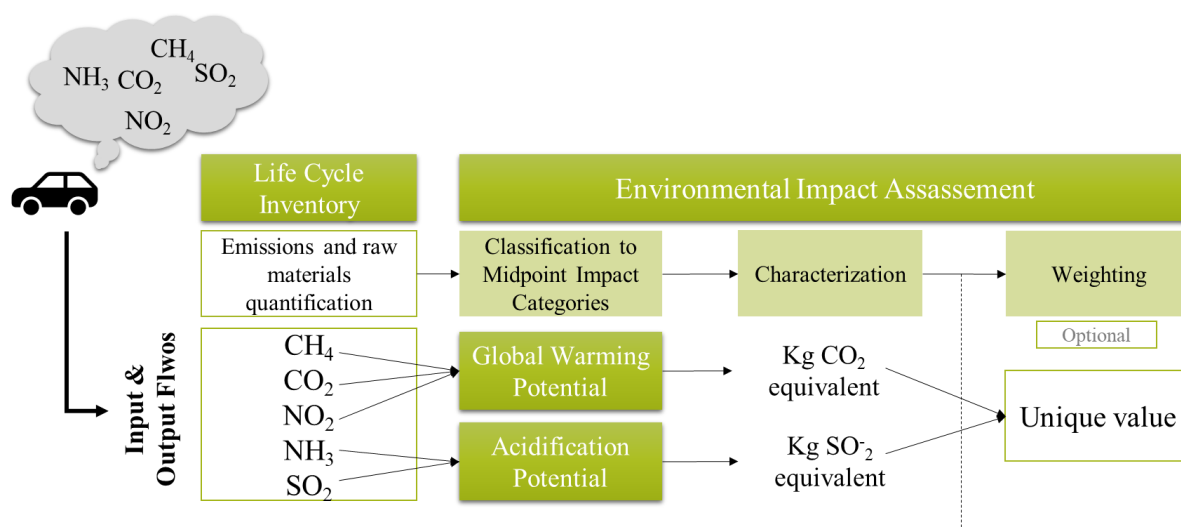 CH₄
NH₃ CO₂ SO₂
NO₂
Life Cycle
Inventory
Environmental Impact Assassement
Emissions and raw
materials
quantification
Classification to
Midpoint Impact
Categories
Characterization
Weighting
Optional
Input &
Output Flwos
CH₄
CO₂
NO₂
NH₃
SO₂
Global Warming
Potential
Acidification
Potential
Kg CO₂
equivalent
Kg SO⁻₂
equivalent
Unique value